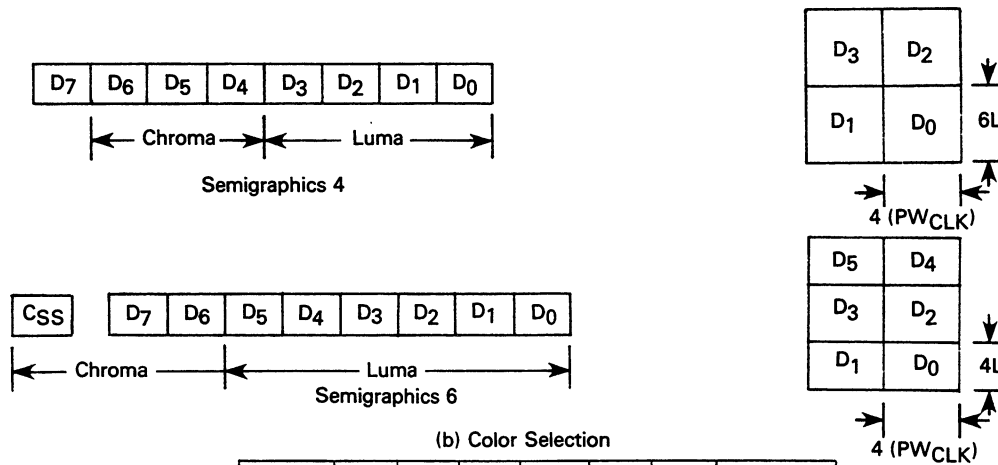 D7 D6 D5 D4 D3 D2 D1 D0
Chroma Luma
Semigraphics 4
D3 D2
D1 D0
6L
4 (PWCLK)
CSS D7 D6 D5 D4 D3 D2 D1 D0
Chroma Luma
Semigraphics 6
D5 D4
D3 D2
D1 D0
4L
4 (PWCLK)
(b) Color Selection